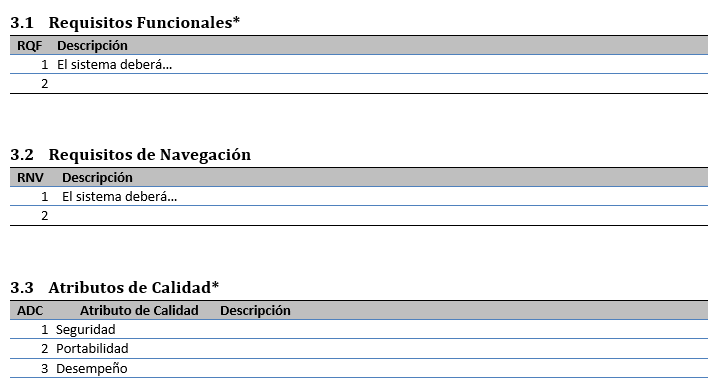 3.1 Requisitos Funcionales*
RQF Descripción
1 El sistema deberá...
2
3.2 Requisitos de Navegación
RNV Descripción
1 El sistema deberá...
2
3.3 Atributos de Calidad*
ADC Atributo de Calidad Descripción
1 Seguridad
2 Portabilidad
3 Desempeño